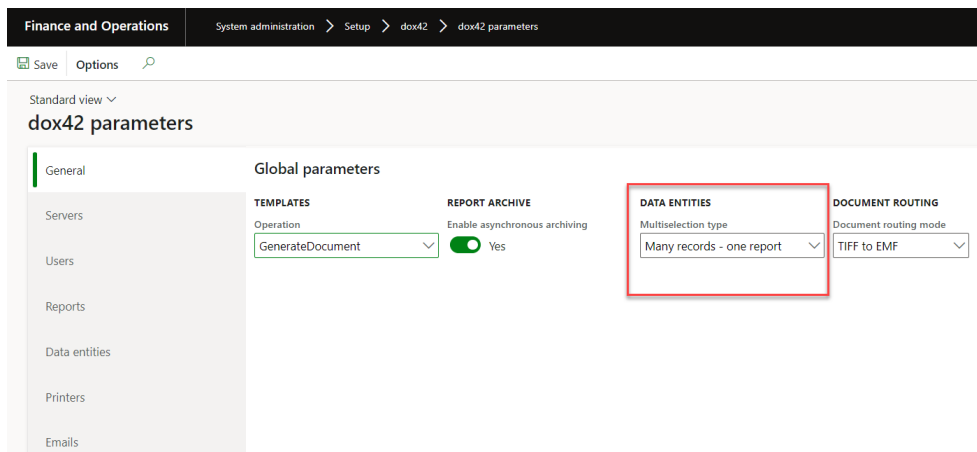 Finance and Operations
System administration > Setup > dox42 > dox42 parameters
Save Options
Standard view
dox42 parameters
General
Servers
Users
Reports
Data entities
Printers
Emails
Global parameters
TEMPLATES
Operation
GenerateDocument
REPORT ARCHIVE
Enable asynchronous archiving
Yes
DATA ENTITIES
Multiselection type
Many records - one report
DOCUMENT ROUTING
Document routing mode
TIFF to EMF